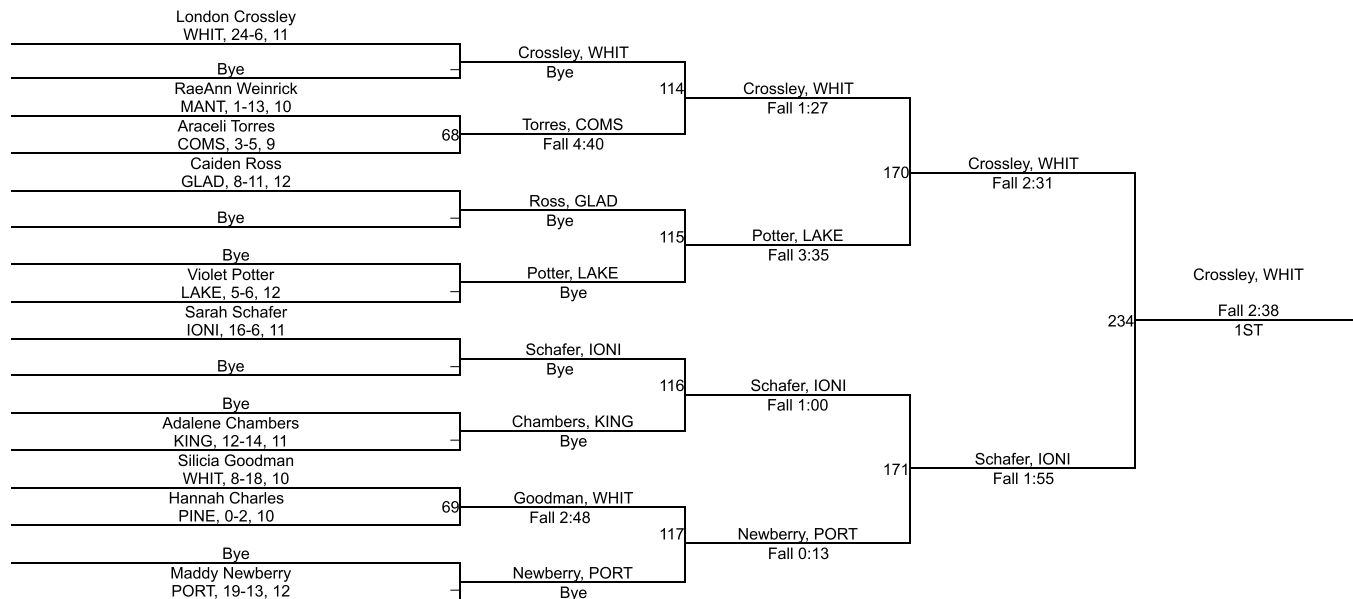 London Crossley
WHIT, 24-6, 11
Bye
–
RaeAnn Weinrick
MANT, 1-13, 10
Araceli Torres
COMS, 3-5, 9
68
Caiden Ross
GLAD, 8-11, 12
Bye
–
Bye
Violet Potter
LAKE, 5-6, 12
–
Sarah Schafer
IONI, 16-6, 11
Bye
–
Bye
Adalene Chambers
KING, 12-14, 11
–
Silicia Goodman
WHIT, 8-18, 10
Hannah Charles
PINE, 0-2, 10
69
Bye
Maddy Newberry
PORT, 19-13, 12
–
Crossley, WHIT
Bye
114
Torres, COMS
Fall 4:40
Ross, GLAD
Bye
115
Potter, LAKE
Bye
Schafer, IONI
Bye
116
Chambers, KING
Bye
Goodman, WHIT
Fall 2:48
117
Newberry, PORT
Bye
Crossley, WHIT
Fall 1:27
170
Potter, LAKE
Fall 3:35
Schafer, IONI
Fall 1:00
171
Newberry, PORT
Fall 0:13
Crossley, WHIT
Fall 2:31
234
Schafer, IONI
Fall 1:55
Crossley, WHIT
Fall 2:38
1ST